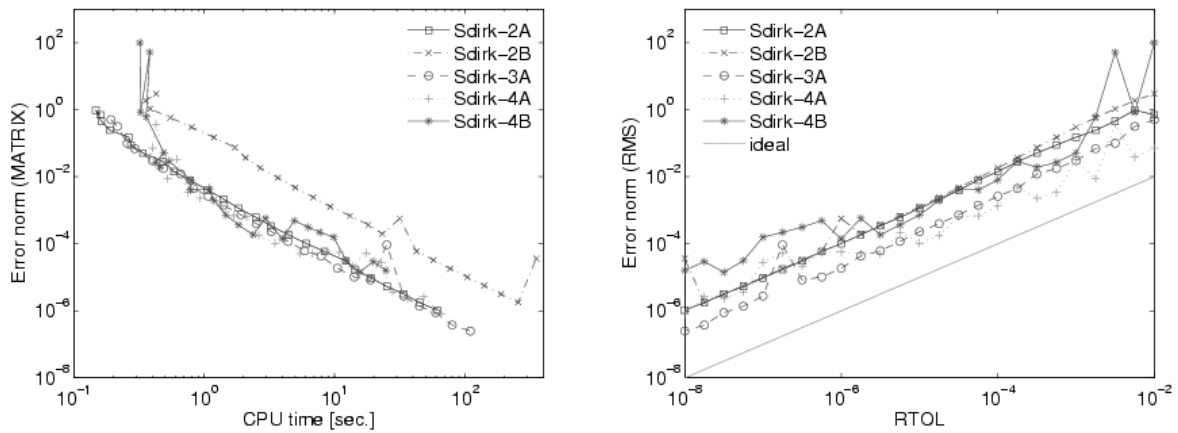 10^2
10^0
10^−2
10^−4
10^−6
10^−8
Error norm (MATRIX)
10^−1
10^0
10^1
10^2
CPU time [sec.]
Sdirk−2A
Sdirk−2B
Sdirk−3A
Sdirk−4A
Sdirk−4B
10^2
10^0
10^−2
10^−4
10^−6
10^−8
Error norm (RMS)
10^−8
10^−6
10^−4
10^−2
RTOL
Sdirk−2A
Sdirk−2B
Sdirk−3A
Sdirk−4A
Sdirk−4B
ideal